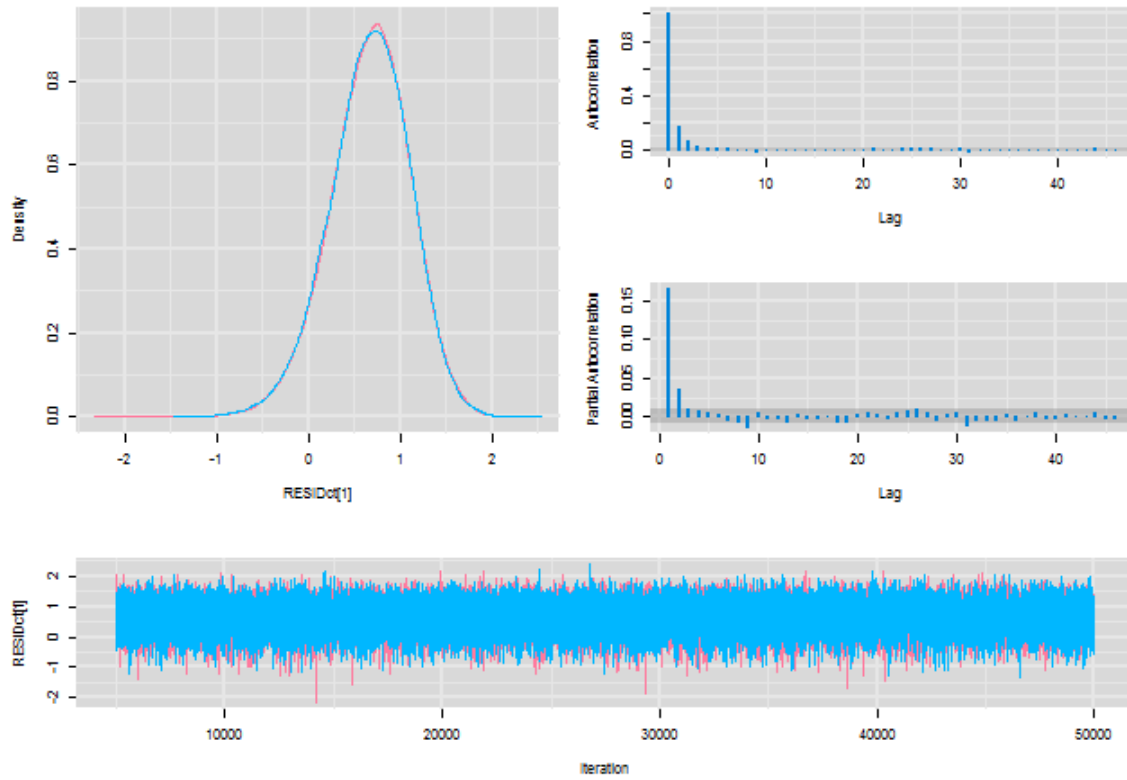 Density
0.0 0.2 0.4 0.6 0.8
-2 -1 0 1 2
RESIDct[1]
Autocorrelation
0.0 0.4 0.8
0 10 20 30 40
Lag
Partial Autocorrelation
0.00 0.05 0.10 0.15
0 10 20 30 40
Lag
RESIDct[1]
-2 -1 0 1 2
10000 20000 30000 40000 50000
Iteration